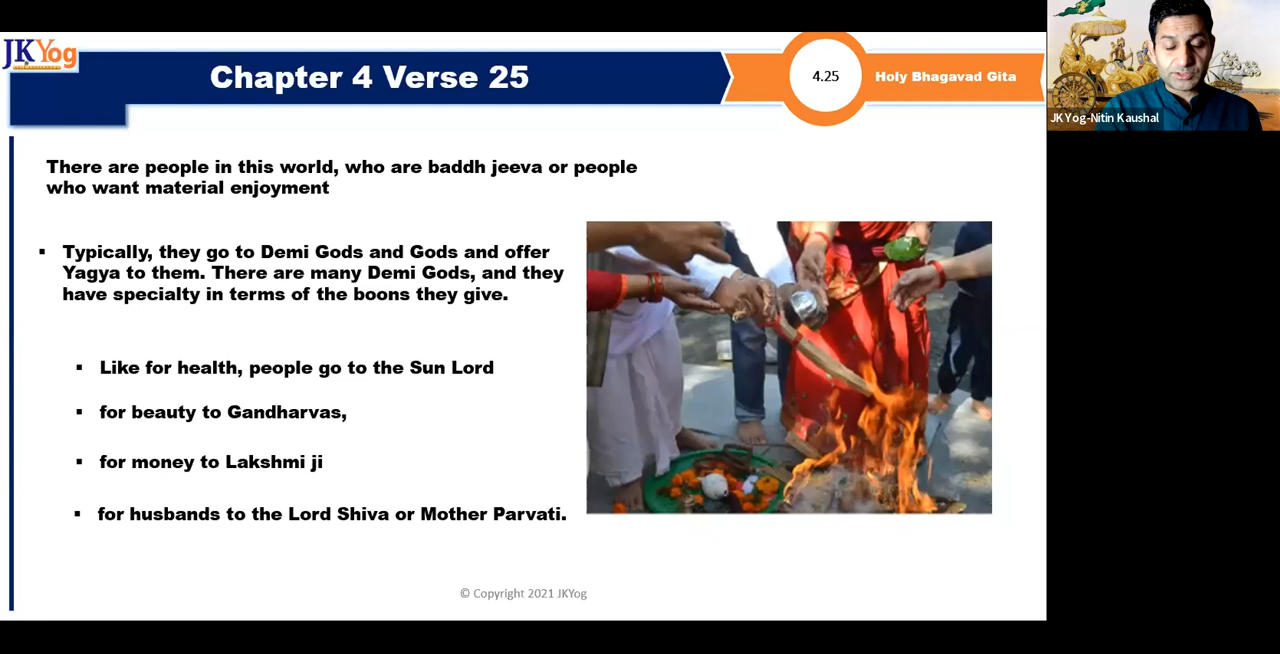 JKYog
Chapter 4 Verse 25
4.25
Holy Bhagavad Gita
JKYog-Nitin Kaushal
There are people in this world, who are baddh jeeva or people
who want material enjoyment
▪ Typically, they go to Demi Gods and Gods and offer
Yagya to them. There are many Demi Gods, and they
have specialty in terms of the boons they give.
▪ Like for health, people go to the Sun Lord
▪ for beauty to Gandharvas,
▪ for money to Lakshmi ji
▪ for husbands to the Lord Shiva or Mother Parvati.
© Copyright 2021 JKYog